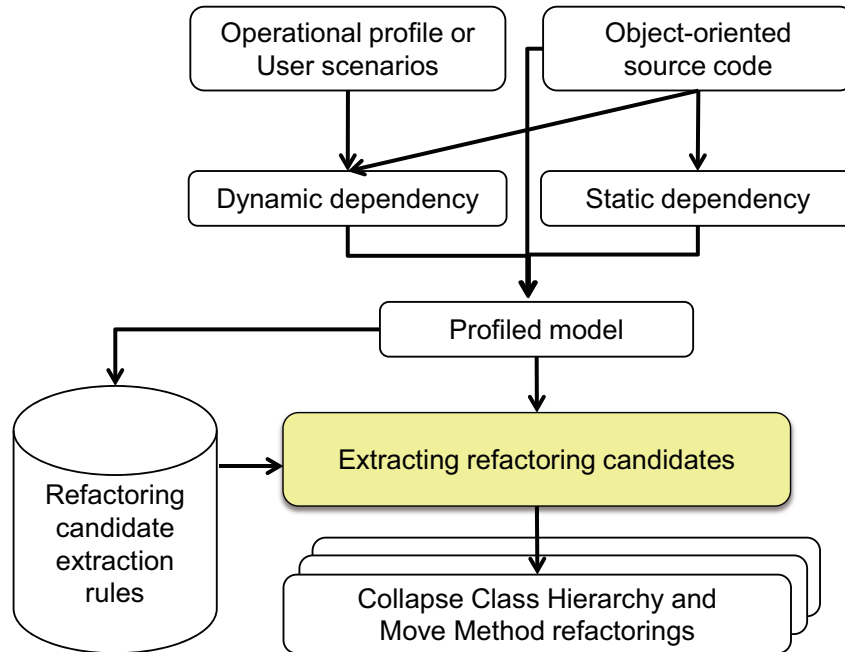 Operational profile or
User scenarios
Object-oriented
source code
Dynamic dependency
Static dependency
Profiled model
Extracting refactoring candidates
Refactoring
candidate
extraction
rules
Collapse Class Hierarchy and
Move Method refactorings